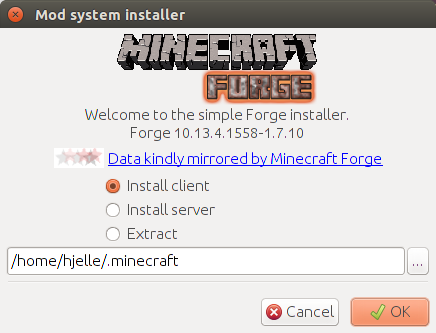 Mod system installer
MINECRAFT
FORGE
Welcome to the simple Forge installer.
Forge 10.13.4.1558-1.7.10
Data kindly mirrored by Minecraft Forge
Install client
Install server
Extract
/home/hjelle/.minecraft
...
Cancel
OK